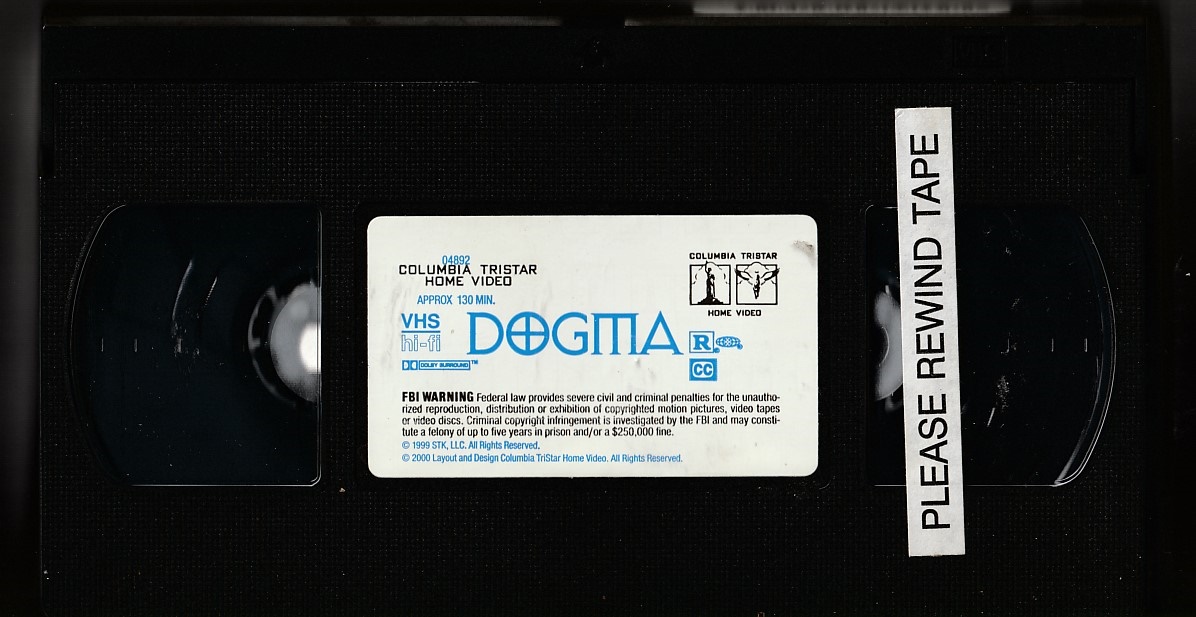 04892
COLUMBIA TRISTAR
HOME VIDEO
APPROX 130 MIN.
COLUMBIA TRISTAR
HOME VIDEO
VHS
hi-fi
DOLBY SURROUND™
DOGMA
R
CC
FBI WARNING Federal law provides severe civil and criminal penalties for the unautho-
rized reproduction, distribution or exhibition of copyrighted motion pictures, video tapes
or video discs. Criminal copyright infringement is investigated by the FBI and may consti-
tute a felony of up to five years in prison and/or a $250,000 fine.
© 1999 STK, LLC. All Rights Reserved.
© 2000 Layout and Design Columbia TriStar Home Video. All Rights Reserved.
PLEASE REWIND TAPE